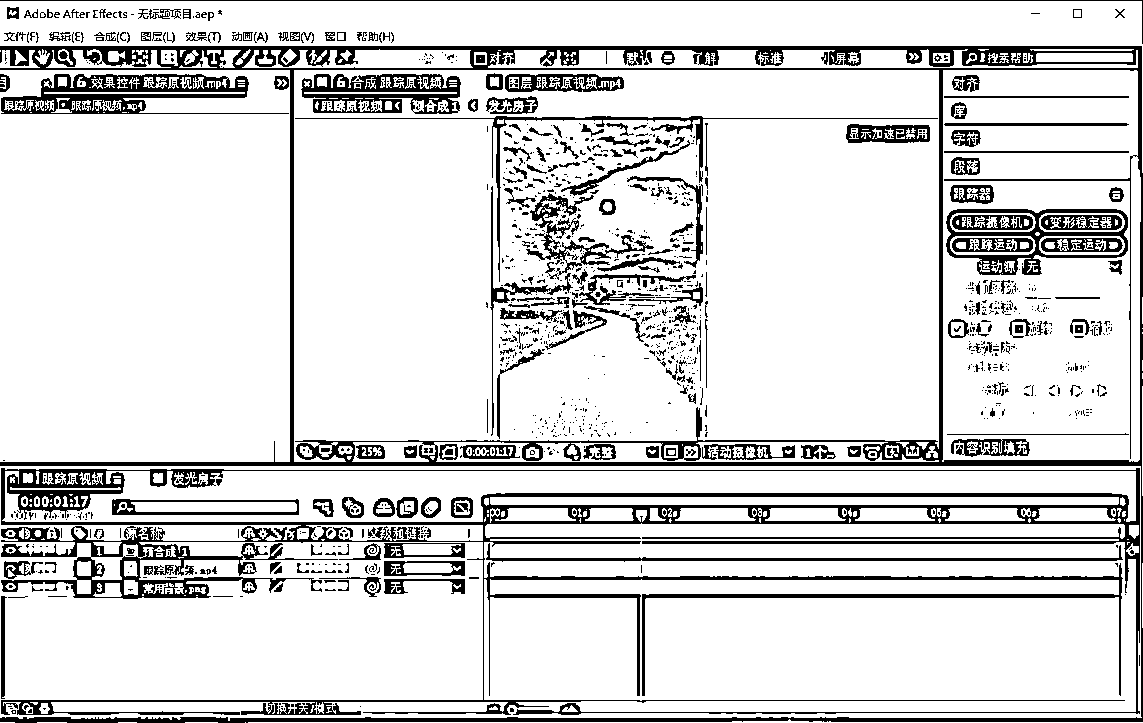 Adobe After Effects - 无标题项目.aep *
文件(F) 编辑(E) 合成(C) 图层(L) 效果(T) 动画(A) 视图(V) 窗口 帮助(H)
对齐 默认 了解 标准 小屏幕 搜索帮助
效果控件 跟踪原视频.mp4
合成 跟踪原视频
图层 跟踪原视频.mp4
跟踪原视频 • 跟踪原视频.mp4
跟踪原视频 预合成 1 发光房子
显示加速已禁用
对齐
库
字符
段落
跟踪器
跟踪摄像机 变形稳定器
跟踪运动 稳定运动
运动源: 无
25% 0:00:01:17 完整 活动摄像机
内容识别填充
跟踪原视频 发光房子
0:00:01:17
00s 01s 02s 03s 04s 05s 06s 07s
# 源名称 父级和链接
1 预合成 1 无
2 跟踪原视频.mp4 无
3 常用背景.png 无
切换开关/模式